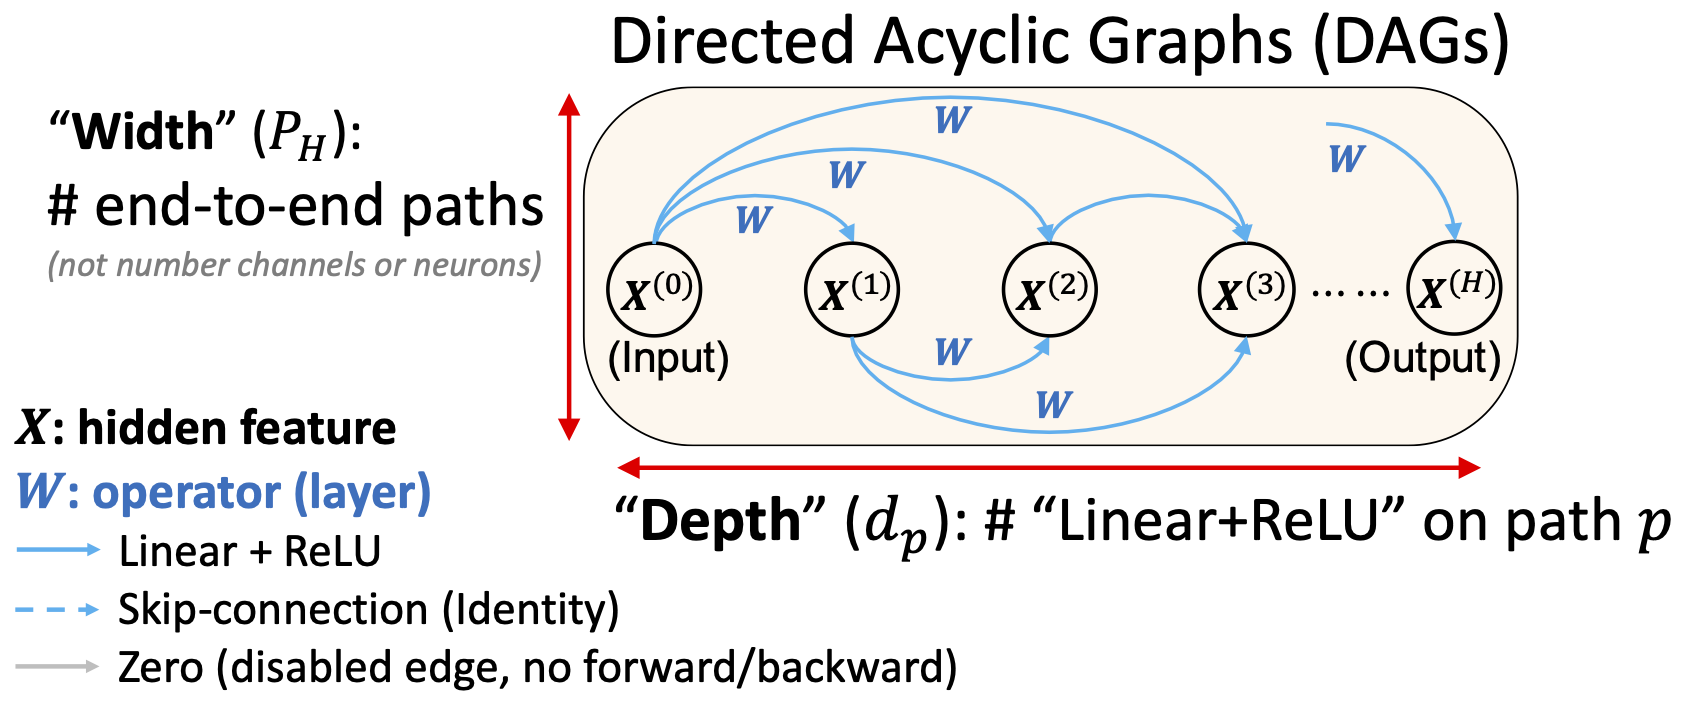 Directed Acyclic Graphs (DAGs)
“Width” (P_H):
# end-to-end paths
(not number channels or neurons)
W
W
W
W
X^(0)
X^(1)
X^(2)
X^(3)
... ...
X^(H)
(Input)
(Output)
W
W
“Depth” (d_p): # “Linear+ReLU” on path p
X: hidden feature
W: operator (layer)
Linear + ReLU
Skip-connection (Identity)
Zero (disabled edge, no forward/backward)